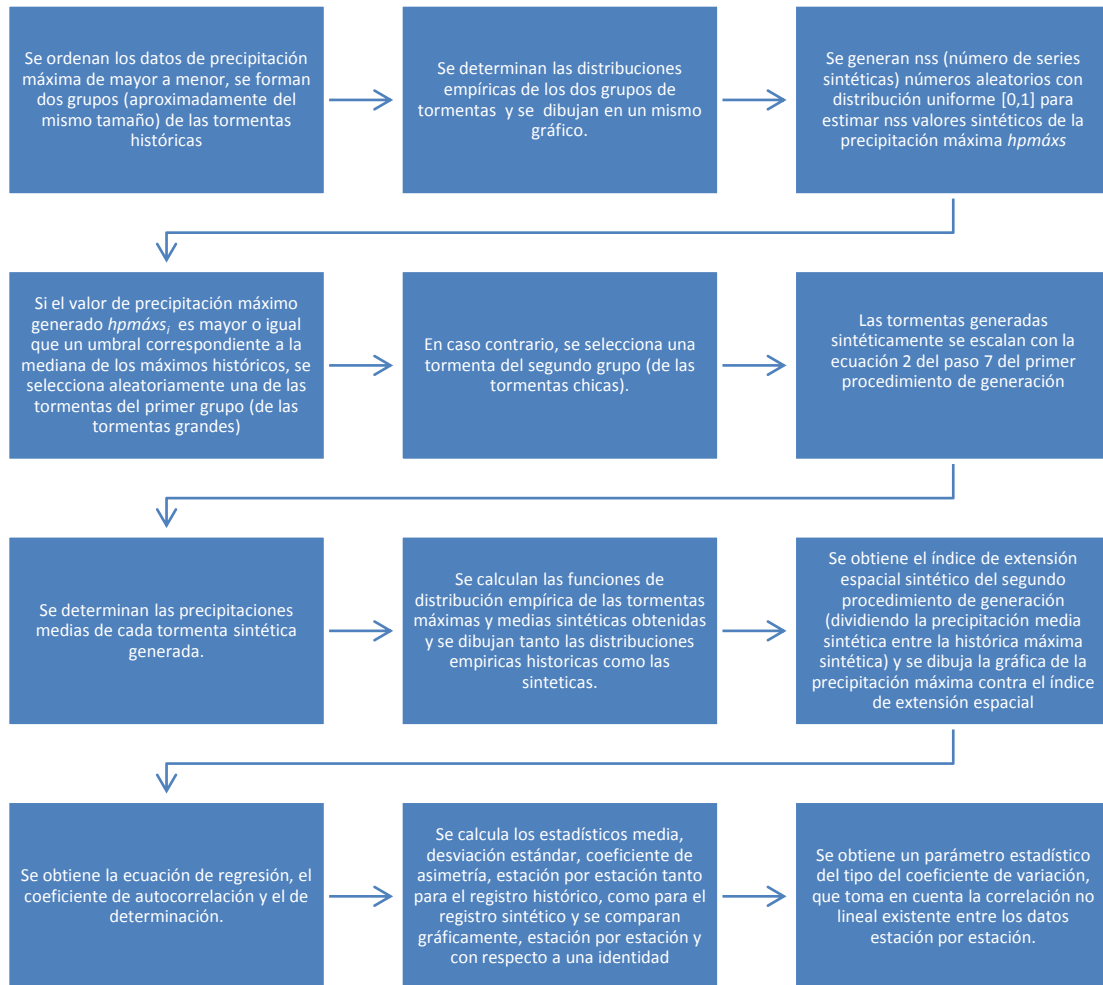 Se ordenan los datos de precipitación
máxima de mayor a menor, se forman
dos grupos (aproximadamente del
mismo tamaño) de las tormentas
históricas
Se determinan las distribuciones
empíricas de los dos grupos de
tormentas y se dibujan en un mismo
gráfico.
Se generan nss (número de series
sintéticas) números aleatorios con
distribución uniforme [0,1] para
estimar nss valores sintéticos de la
precipitación máxima hpmáxs
Si el valor de precipitación máximo
generado hpmáxsi es mayor o igual
que un umbral correspondiente a la
mediana de los máximos históricos, se
selecciona aleatoriamente una de las
tormentas del primer grupo (de las
tormentas grandes)
En caso contrario, se selecciona una
tormenta del segundo grupo (de las
tormentas chicas).
Las tormentas generadas
sintéticamente se escalan con la
ecuación 2 del paso 7 del primer
procedimiento de generación
Se determinan las precipitaciones
medias de cada tormenta sintética
generada.
Se calculan las funciones de
distribución empírica de las tormentas
máximas y medias sintéticas obtenidas
y se dibujan tanto las distribuciones
empiricas historicas como las
sinteticas.
Se obtiene el índice de extensión
espacial sintético del segundo
procedimiento de generación
(dividiendo la precipitación media
sintética entre la histórica máxima
sintética) y se dibuja la gráfica de la
precipitación máxima contra el índice
de extensión espacial
Se obtiene la ecuación de regresión, el
coeficiente de autocorrelación y el de
determinación.
Se calcula los estadísticos media,
desviación estándar, coeficiente de
asimetría, estación por estación tanto
para el registro histórico, como para el
registro sintético y se comparan
gráficamente, estación por estación y
con respecto a una identidad
Se obtiene un parámetro estadístico
del tipo del coeficiente de variación,
que toma en cuenta la correlación no
lineal existente entre los datos
estación por estación.